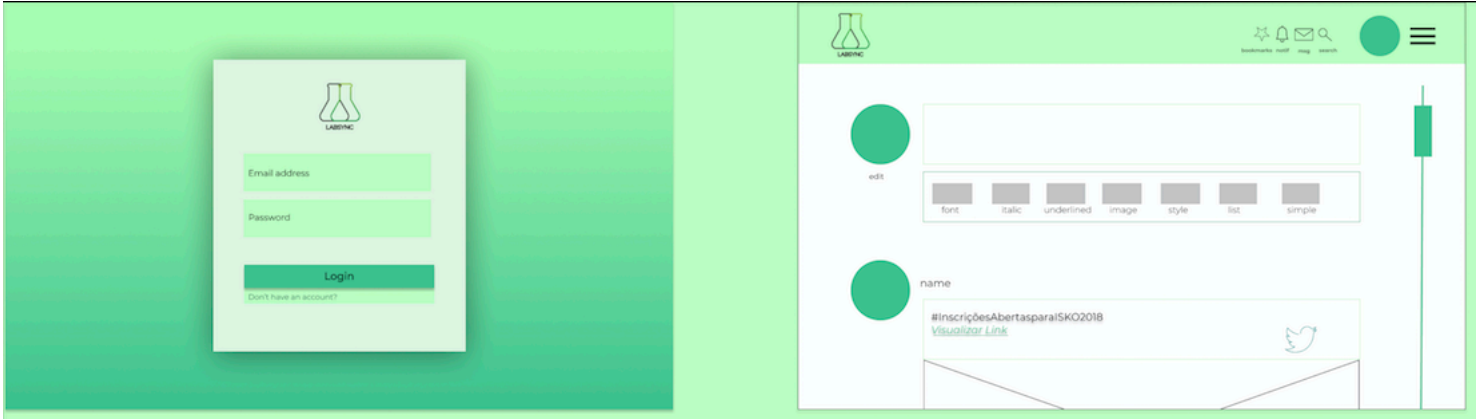 LABSYNC
Email address
Password
Login
Don't have an account?
LABSYNC
bookmarks notif msg search
edit
font italic underlined image style list simple
name
#InscriçõesAbertasparaISKO2018
Visualizar Link